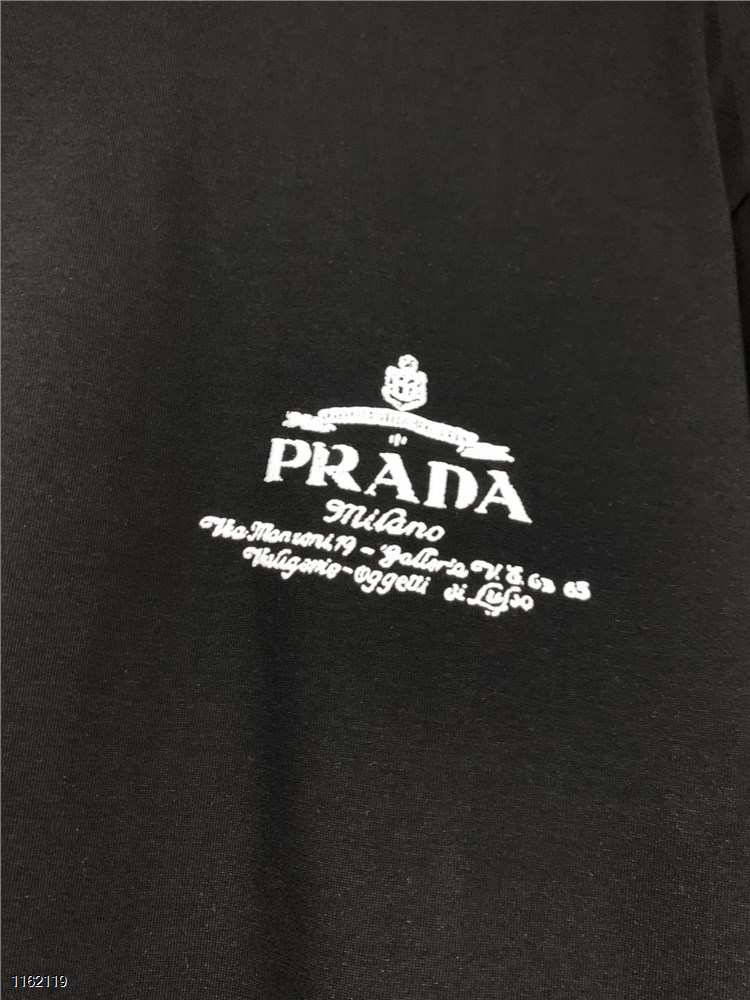 PRADA
Milano
Via Manzoni, 19 - Galleria V. E. 63 65
Valigerie - oggetti di Lusso
1162119